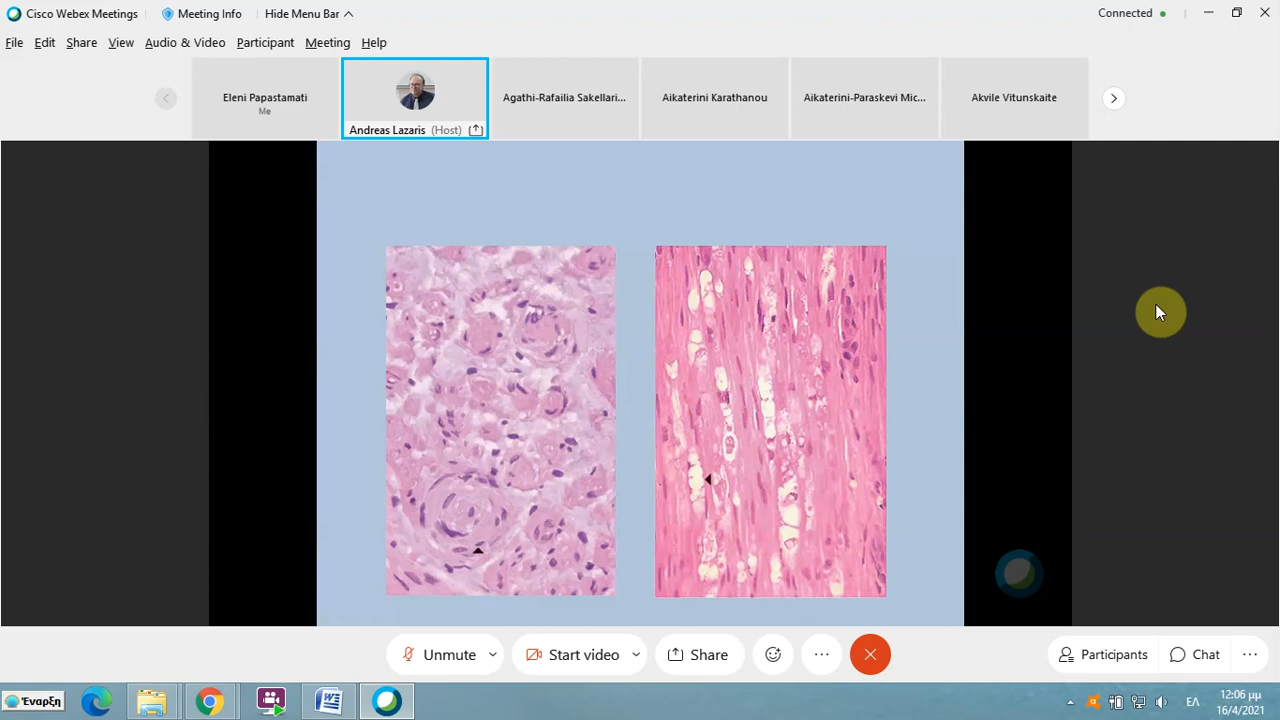 Cisco Webex Meetings Meeting Info Hide Menu Bar Connected
File Edit Share View Audio & Video Participant Meeting Help
Eleni Papastamati
Me
Andreas Lazaris (Host)
Agathi-Rafailia Sakellari...
Aikaterini Karathanou
Aikaterini-Paraskevi Mic...
Akvile Vitunskaite
Unmute Start video Share Participants Chat
Έναρξη ΕΛ 12:06 μμ
16/4/2021